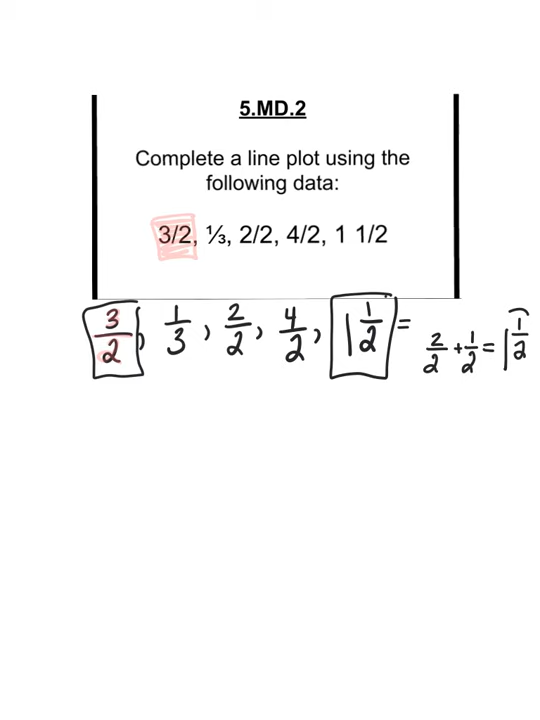 5.MD.2
Complete a line plot using the
following data:
3/2, ⅓, 2/2, 4/2, 1 1/2
3/2, 1/3, 2/2, 4/2, 1 1/2 =
2/2 + 1/2 = 1 1/2